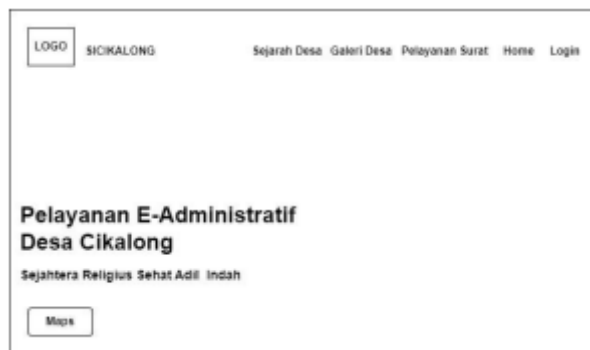 LOGO SICIKALONG Sejarah Desa Galeri Desa Pelayanan Surat Home Login
Pelayanan E-Administratif
Desa Cikalong
Sejahtera Religius Sehat Adil Indah
Maps